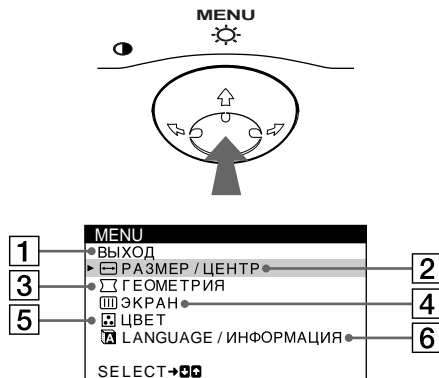 MENU
MENU
1 ВЫХОД
РАЗМЕР / ЦЕНТР 2
3 ГЕОМЕТРИЯ
ЭКРАН 4
5 ЦВЕТ
A LANGUAGE / ИНФОРМАЦИЯ 6
SELECT→